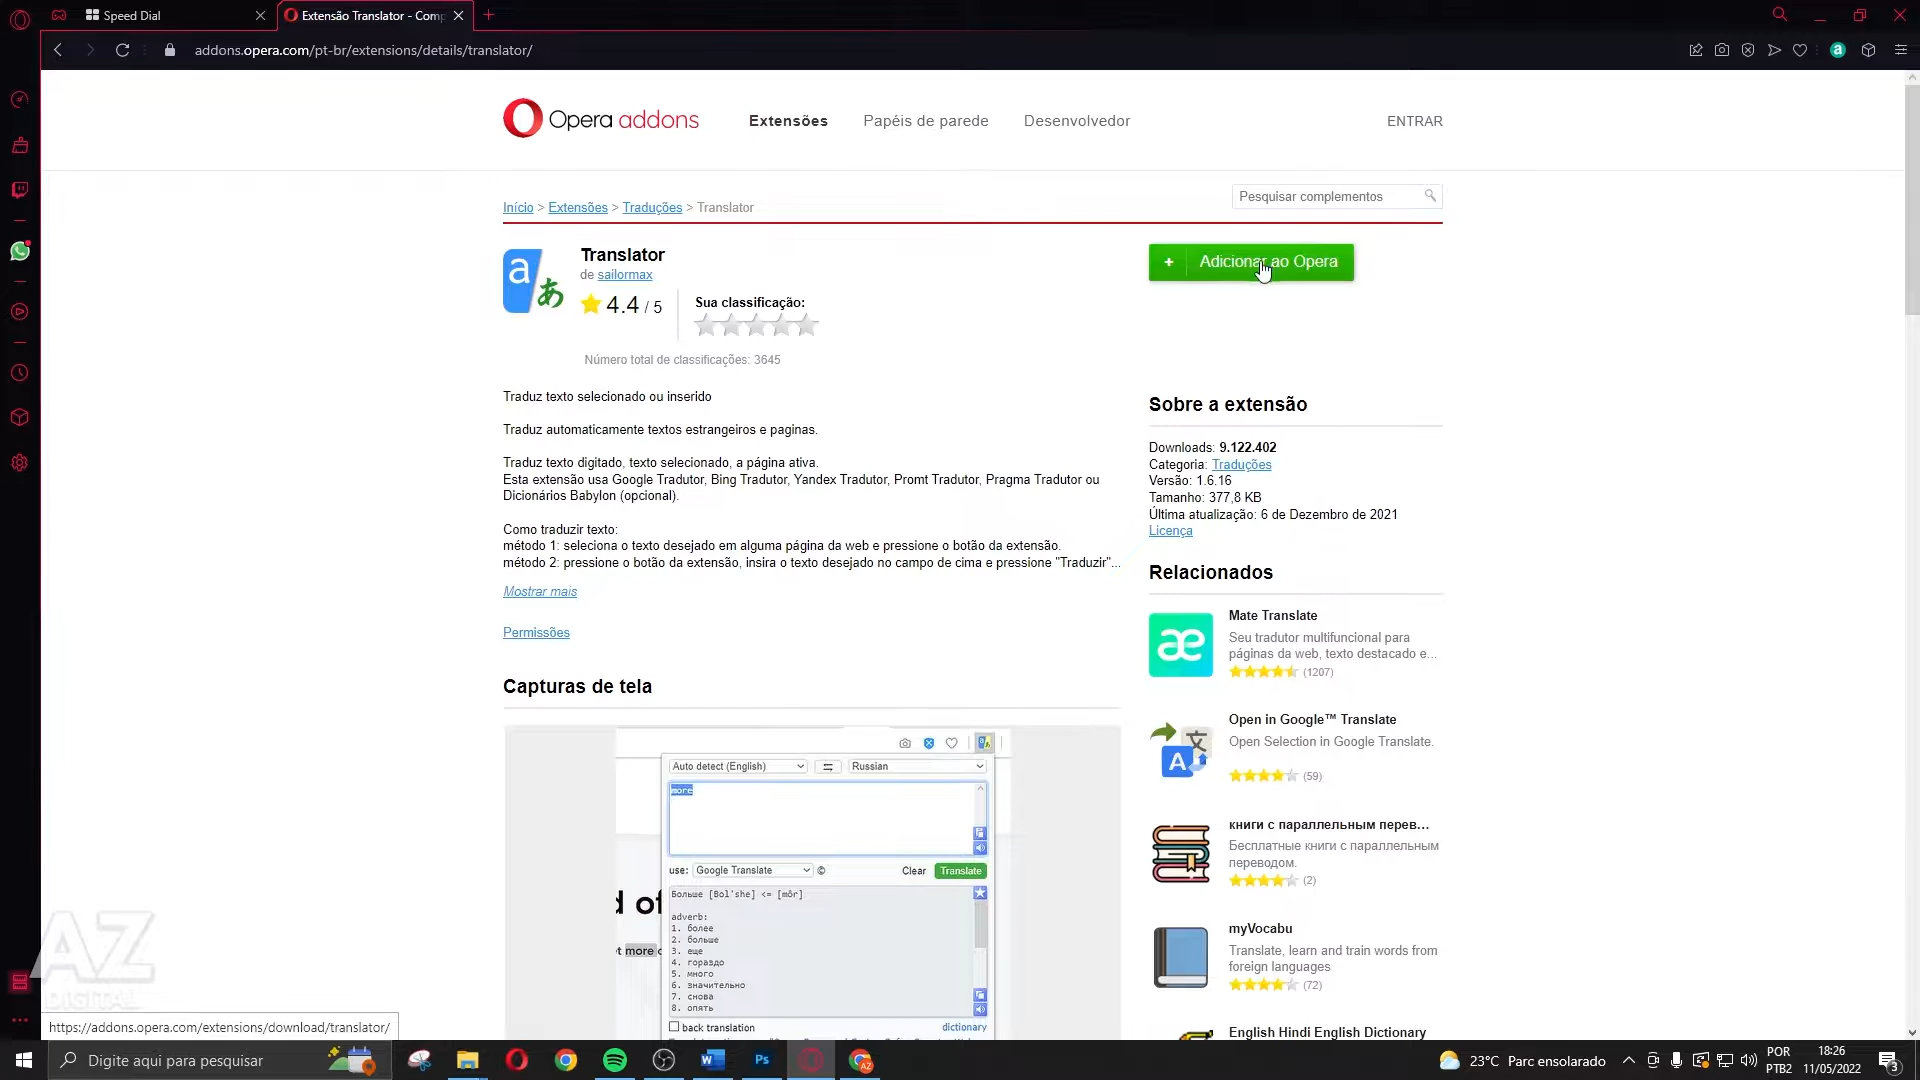 Speed Dial
Extensão Translator - Comp
addons.opera.com/pt-br/extensions/details/translator/
Opera addons
Extensões
Papéis de parede
Desenvolvedor
ENTRAR
Início > Extensões > Traduções > Translator
Pesquisar complementos
Translator
de sailormax
4.4 / 5
Sua classificação:
Número total de classificações: 3645
+ Adicionar ao Opera
Traduz texto selecionado ou inserido
Traduz automaticamente textos estrangeiros e paginas.
Traduz texto digitado, texto selecionado, a página ativa.
Esta extensão usa Google Tradutor, Bing Tradutor, Yandex Tradutor, Promt Tradutor, Pragma Tradutor ou
Dicionários Babylon (opcional).
Como traduzir texto:
método 1: seleciona o texto desejado em alguma página da web e pressione o botão da extensão.
método 2: pressione o botão da extensão, insira o texto desejado no campo de cima e pressione "Traduzir"...
Mostrar mais
Permissões
Capturas de tela
Auto detect (English)
Russian
more
use: Google Translate
Clear
Translate
Больше [Bol'she] <= [môr]
adverb:
1. более
2. больше
3. еще
4. гораздо
5. много
6. значительно
7. снова
8. опять
back translation
dictionary
d of
et more o
Sobre a extensão
Downloads: 9.122.402
Categoria: Traduções
Versão: 1.6.16
Tamanho: 377,8 KB
Última atualização: 6 de Dezembro de 2021
Licença
Relacionados
Mate Translate
Seu tradutor multifuncional para
páginas da web, texto destacado e...
(1207)
Open in Google™ Translate
Open Selection in Google Translate.
(59)
книги с параллельным перев...
Бесплатные книги с параллельным
переводом.
(2)
myVocabu
Translate, learn and train words from
foreign languages
(72)
English Hindi English Dictionary
AZ
DIGITAL
https://addons.opera.com/extensions/download/translator/
Digite aqui para pesquisar
23°C Parc ensolarado
POR
PTB2
18:26
11/05/2022
3